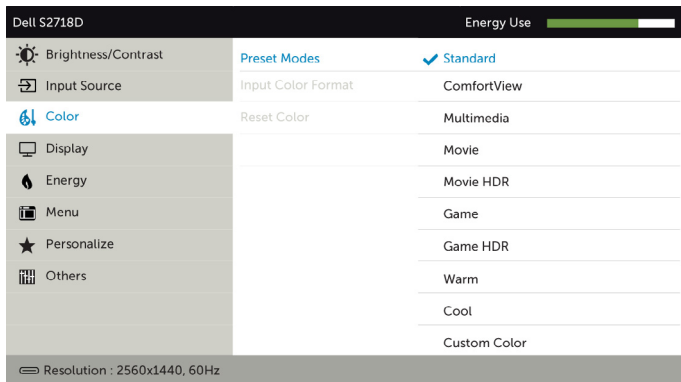 Dell S2718D
Energy Use
Brightness/Contrast
Input Source
Color
Display
Energy
Menu
Personalize
Others
Preset Modes
Input Color Format
Reset Color
Standard
ComfortView
Multimedia
Movie
Movie HDR
Game
Game HDR
Warm
Cool
Custom Color
Resolution : 2560x1440, 60Hz